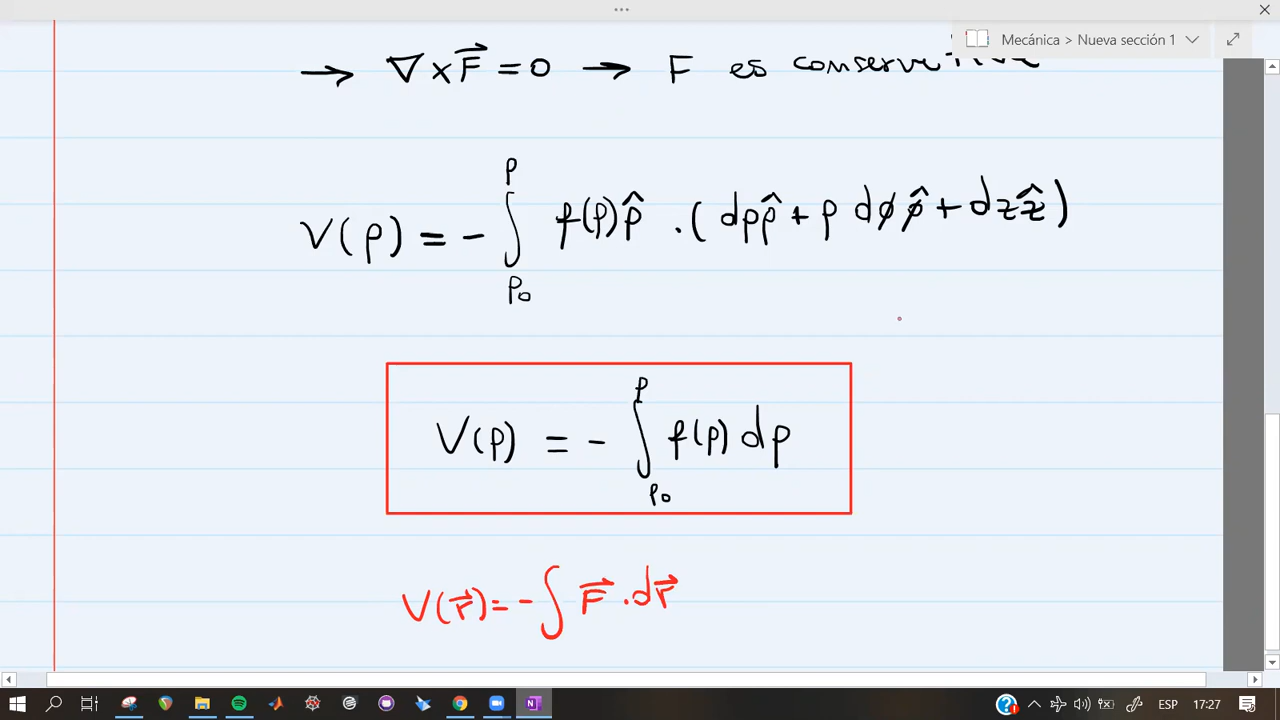 Mecánica > Nueva sección 1
→ ∇ x F⃗ = 0 → F es conservativa
V(ρ) = - ∫_{ρ₀}^{ρ} f(ρ)ρ̂ . ( dρρ̂ + ρ dϕϕ̂ + dzẑ )
V(ρ) = - ∫_{ρ₀}^{ρ} f(ρ) dρ
V(r⃗) = - ∫ F⃗ . dr⃗
ESP 17:27